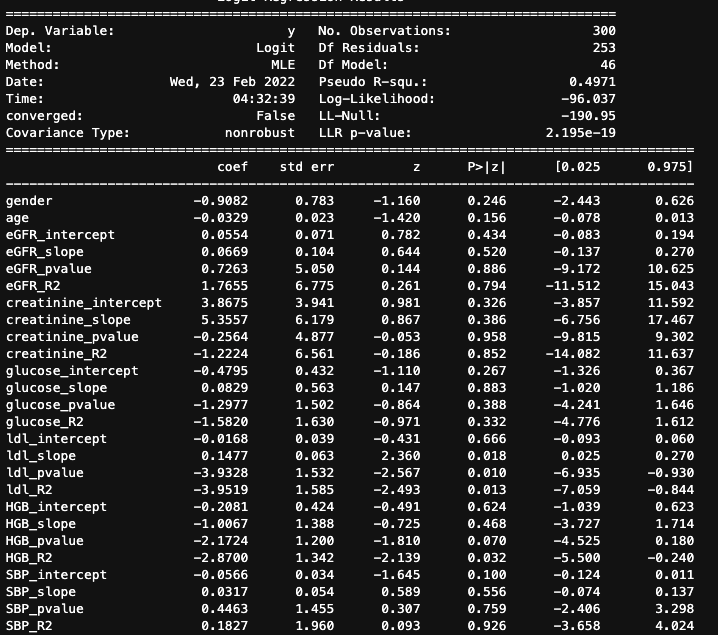 Logit Regression Results
==============================================================================
Dep. Variable:                      y   No. Observations:                  300
Model:                          Logit   Df Residuals:                      253
Method:                           MLE   Df Model:                           46
Date:                Wed, 23 Feb 2022   Pseudo R-squ.:                  0.4971
Time:                        04:32:39   Log-Likelihood:                -96.037
converged:                      False   LL-Null:                       -190.95
Covariance Type:            nonrobust   LLR p-value:                 2.195e-19
========================================================================================
coef    std err          z      P>|z|      [0.025      0.975]
----------------------------------------------------------------------------------------
gender                  -0.9082      0.783     -1.160      0.246      -2.443       0.626
age                     -0.0329      0.023     -1.420      0.156      -0.078       0.013
eGFR_intercept           0.0554      0.071      0.782      0.434      -0.083       0.194
eGFR_slope               0.0669      0.104      0.644      0.520      -0.137       0.270
eGFR_pvalue              0.7263      5.050      0.144      0.886      -9.172      10.625
eGFR_R2                  1.7655      6.775      0.261      0.794     -11.512      15.043
creatinine_intercept     3.8675      3.941      0.981      0.326      -3.857      11.592
creatinine_slope         5.3557      6.179      0.867      0.386      -6.756      17.467
creatinine_pvalue       -0.2564      4.877     -0.053      0.958      -9.815       9.302
creatinine_R2           -1.2224      6.561     -0.186      0.852     -14.082      11.637
glucose_intercept       -0.4795      0.432     -1.110      0.267      -1.326       0.367
glucose_slope            0.0829      0.563      0.147      0.883      -1.020       1.186
glucose_pvalue          -1.2977      1.502     -0.864      0.388      -4.241       1.646
glucose_R2              -1.5820      1.630     -0.971      0.332      -4.776       1.612
ldl_intercept           -0.0168      0.039     -0.431      0.666      -0.093       0.060
ldl_slope                0.1477      0.063      2.360      0.018       0.025       0.270
ldl_pvalue              -3.9328      1.532     -2.567      0.010      -6.935      -0.930
ldl_R2                  -3.9519      1.585     -2.493      0.013      -7.059      -0.844
HGB_intercept           -0.2081      0.424     -0.491      0.624      -1.039       0.623
HGB_slope               -1.0067      1.388     -0.725      0.468      -3.727       1.714
HGB_pvalue              -2.1724      1.200     -1.810      0.070      -4.525       0.180
HGB_R2                  -2.8700      1.342     -2.139      0.032      -5.500      -0.240
SBP_intercept           -0.0566      0.034     -1.645      0.100      -0.124       0.011
SBP_slope                0.0317      0.054      0.589      0.556      -0.074       0.137
SBP_pvalue               0.4463      1.455      0.307      0.759      -2.406       3.298
SBP_R2                   0.1827      1.960      0.093      0.926      -3.658       4.024